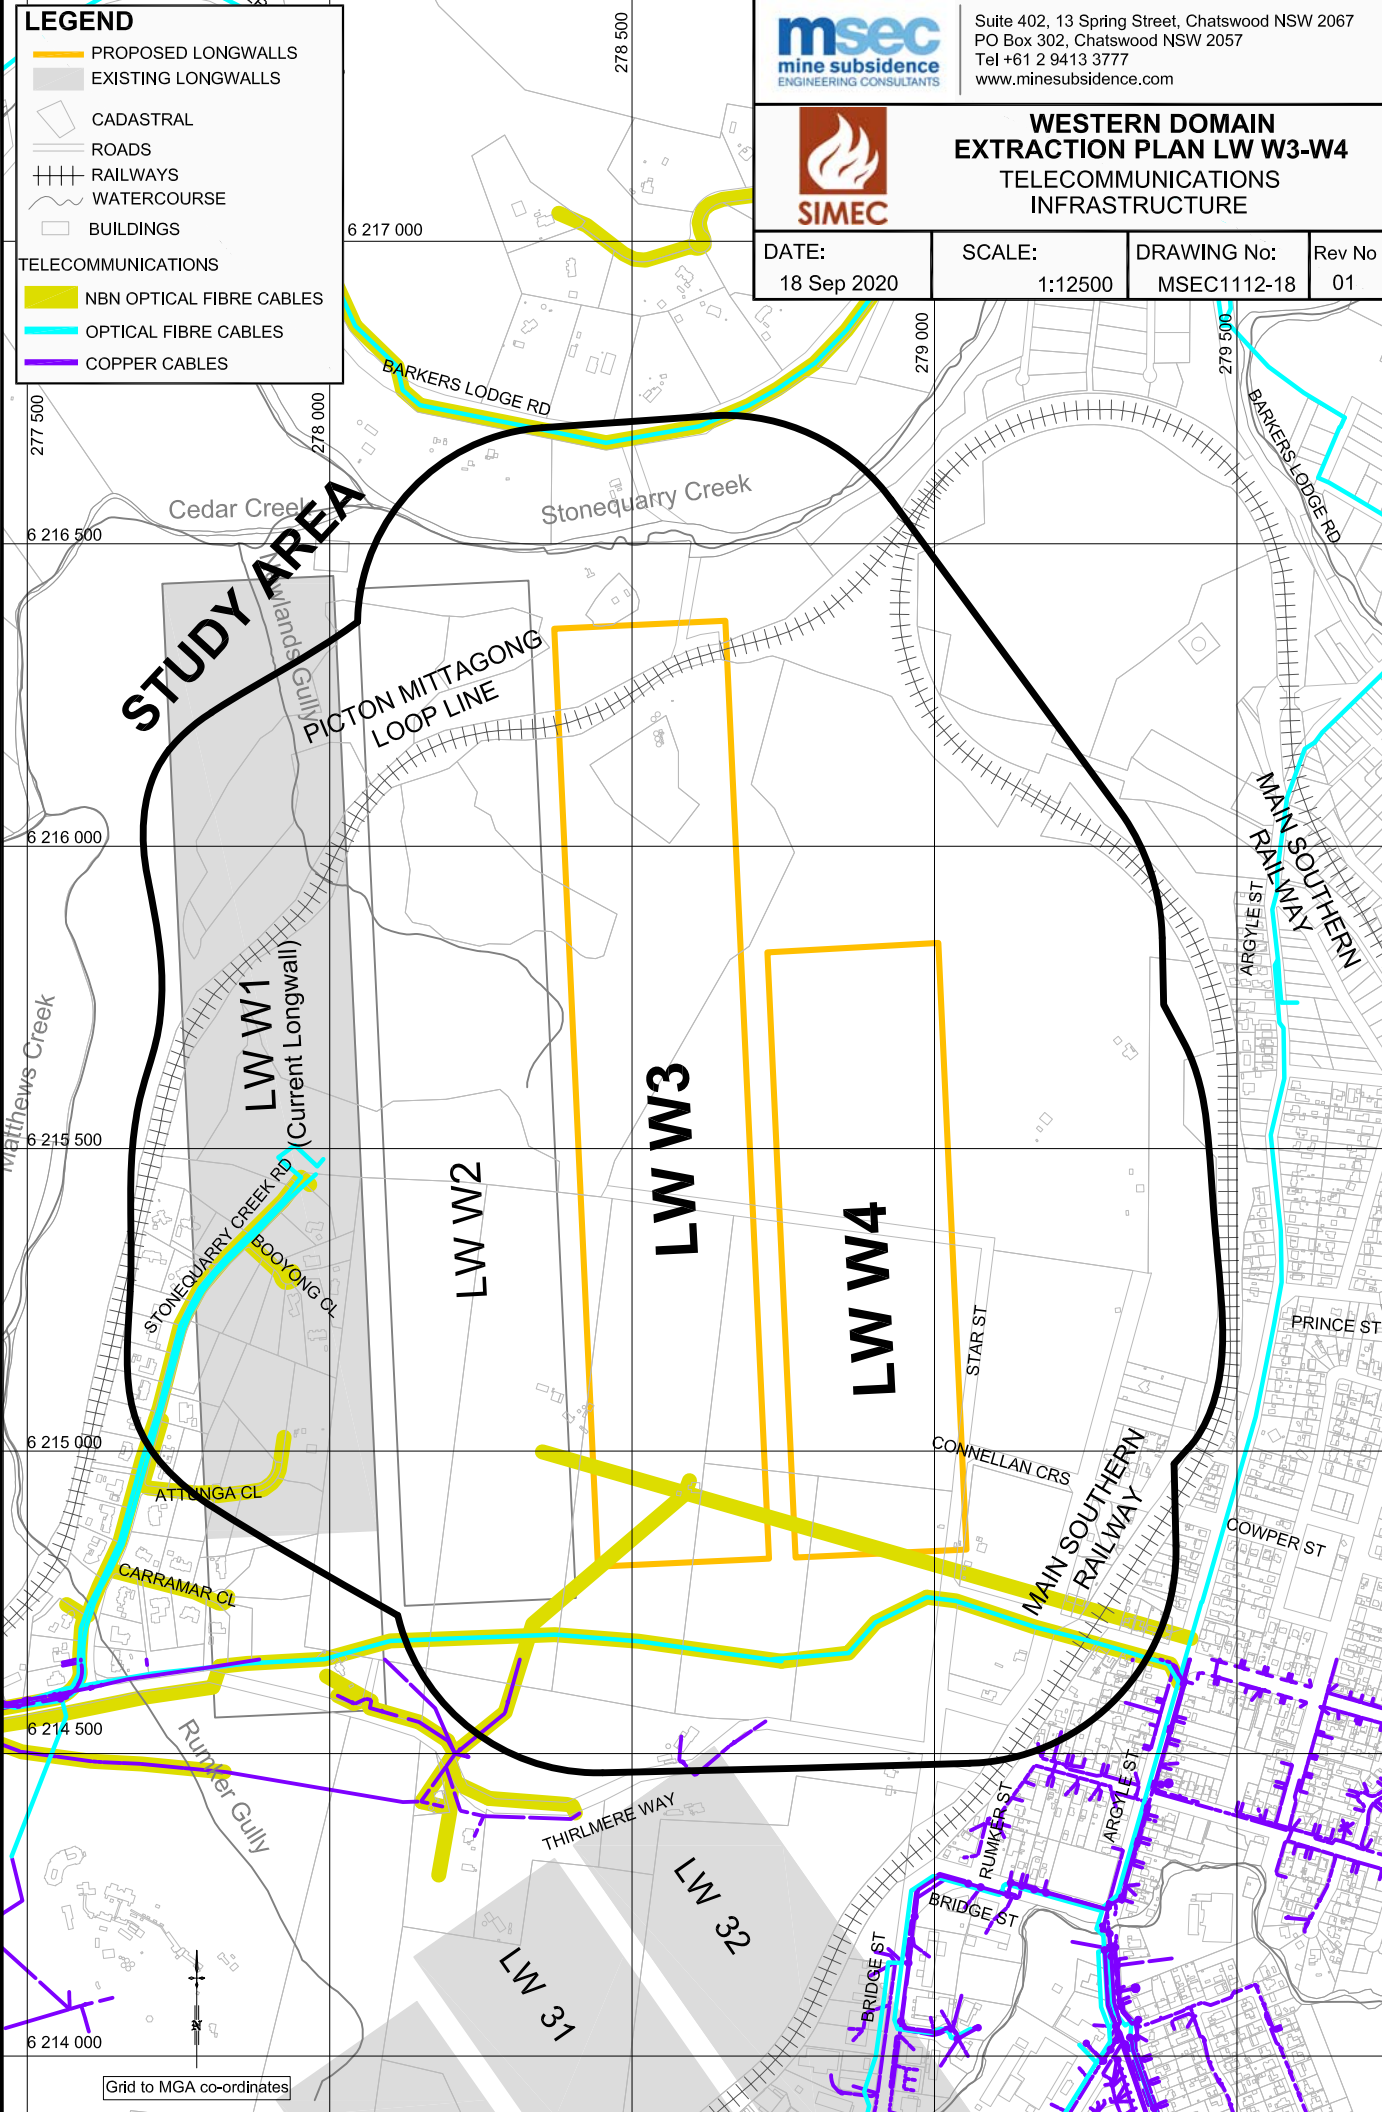 LEGEND
PROPOSED LONGWALLS
EXISTING LONGWALLS
CADASTRAL
ROADS
RAILWAYS
WATERCOURSE
BUILDINGS
TELECOMMUNICATIONS
NBN OPTICAL FIBRE CABLES
OPTICAL FIBRE CABLES
COPPER CABLES
msec
mine subsidence
ENGINEERING CONSULTANTS
Suite 402, 13 Spring Street, Chatswood NSW 2067
PO Box 302, Chatswood NSW 2057
Tel +61 2 9413 3777
www.minesubsidence.com
SIMEC
WESTERN DOMAIN
EXTRACTION PLAN LW W3-W4
TELECOMMUNICATIONS
INFRASTRUCTURE
DATE:
18 Sep 2020
SCALE:
1:12500
DRAWING No:
MSEC1112-18
Rev No
01
278 500
6 217 000
279 000
279 500
277 500
278 000
BARKERS LODGE RD
BARKERS LODGE RD
Cedar Creek
Stonequarry Creek
6 216 500
STUDY AREA
Newlands Gully
PICTON MITTAGONG
LOOP LINE
6 216 000
MAIN SOUTHERN
RAILWAY
ARGYLE ST
LW W1
(Current Longwall)
Matthews Creek
LW W3
6 215 500
STONEQUARRY CREEK RD
LW W2
BOOYONG CL
LW W4
STAR ST
PRINCE ST
6 215 000
CONNELLAN CRS
ATTUNGA CL
MAIN SOUTHERN
RAILWAY
COWPER ST
CARRAMAR CL
6 214 500
Rumker Gully
THIRLMERE WAY
RUMKER ST
ARGYLE ST
LW 32
LW 31
BRIDGE ST
BRIDGE ST
N
6 214 000
Grid to MGA co-ordinates